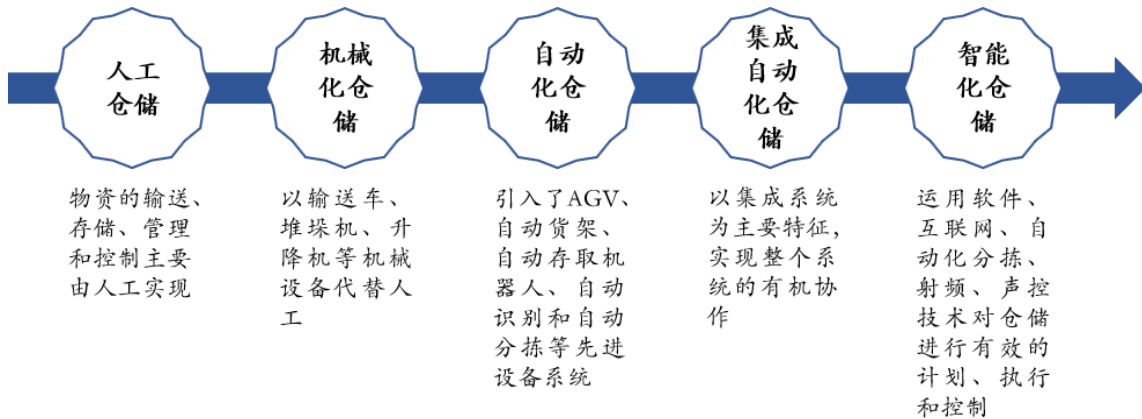 人工
仓储
机械
化仓
储
自动
化仓
储
集成
自动
化仓
储
智能
化仓
储
物资的输送、
存储、管理
和控制主要
由人工实现
以输送车、
堆垛机、升
降机等机械
设备代替人
工
引入了AGV、
自动货架、
自动存取机
器人、自动
识别和自动
分拣等先进
设备系统
以集成系统
为主要特征,
实现整个系
统的有机协
作
运用软件、
互联网、自
动化分拣、
射频、声控
技术对仓储
进行有效的
计划、执行
和控制